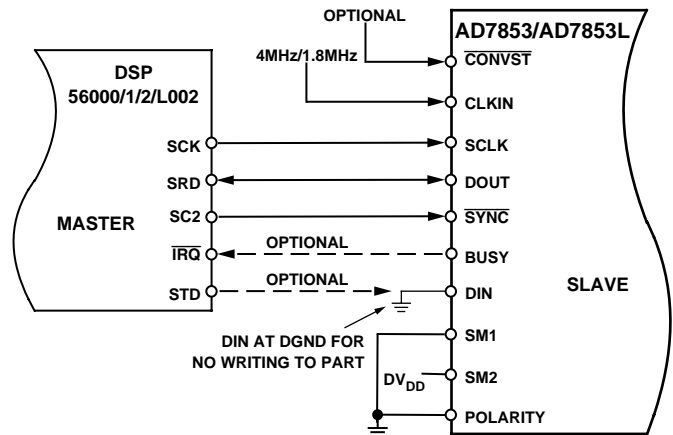 OPTIONAL
AD7853/AD7853L
4MHz/1.8MHz
CONVST
DSP
56000/1/2/L002
CLKIN
SCK
SCLK
SRD
DOUT
SC2
SYNC
MASTER
IRQ
OPTIONAL
BUSY
SLAVE
STD
OPTIONAL
DIN
DIN AT DGND FOR
NO WRITING TO PART
SM1
DVDD
SM2
POLARITY